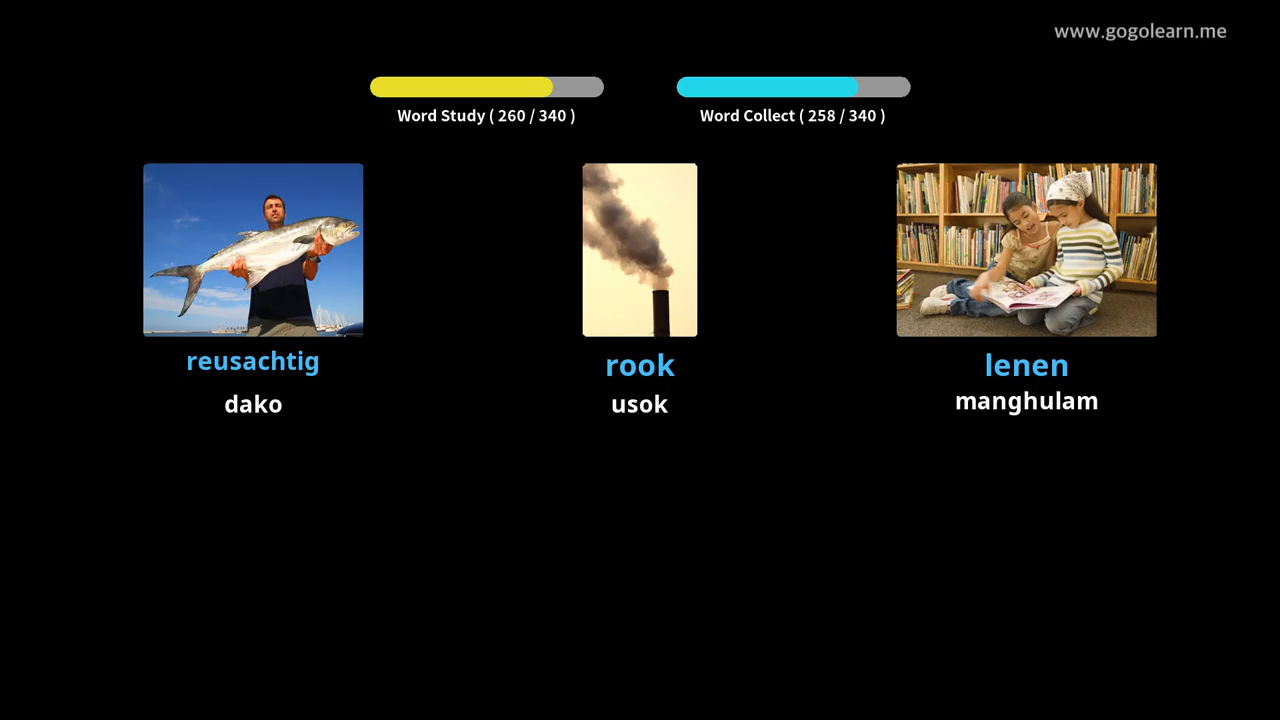 www.gogolearn.me
Word Study ( 260 / 340 )
Word Collect ( 258 / 340 )
reusachtig
dako
rook
usok
lenen
manghulam